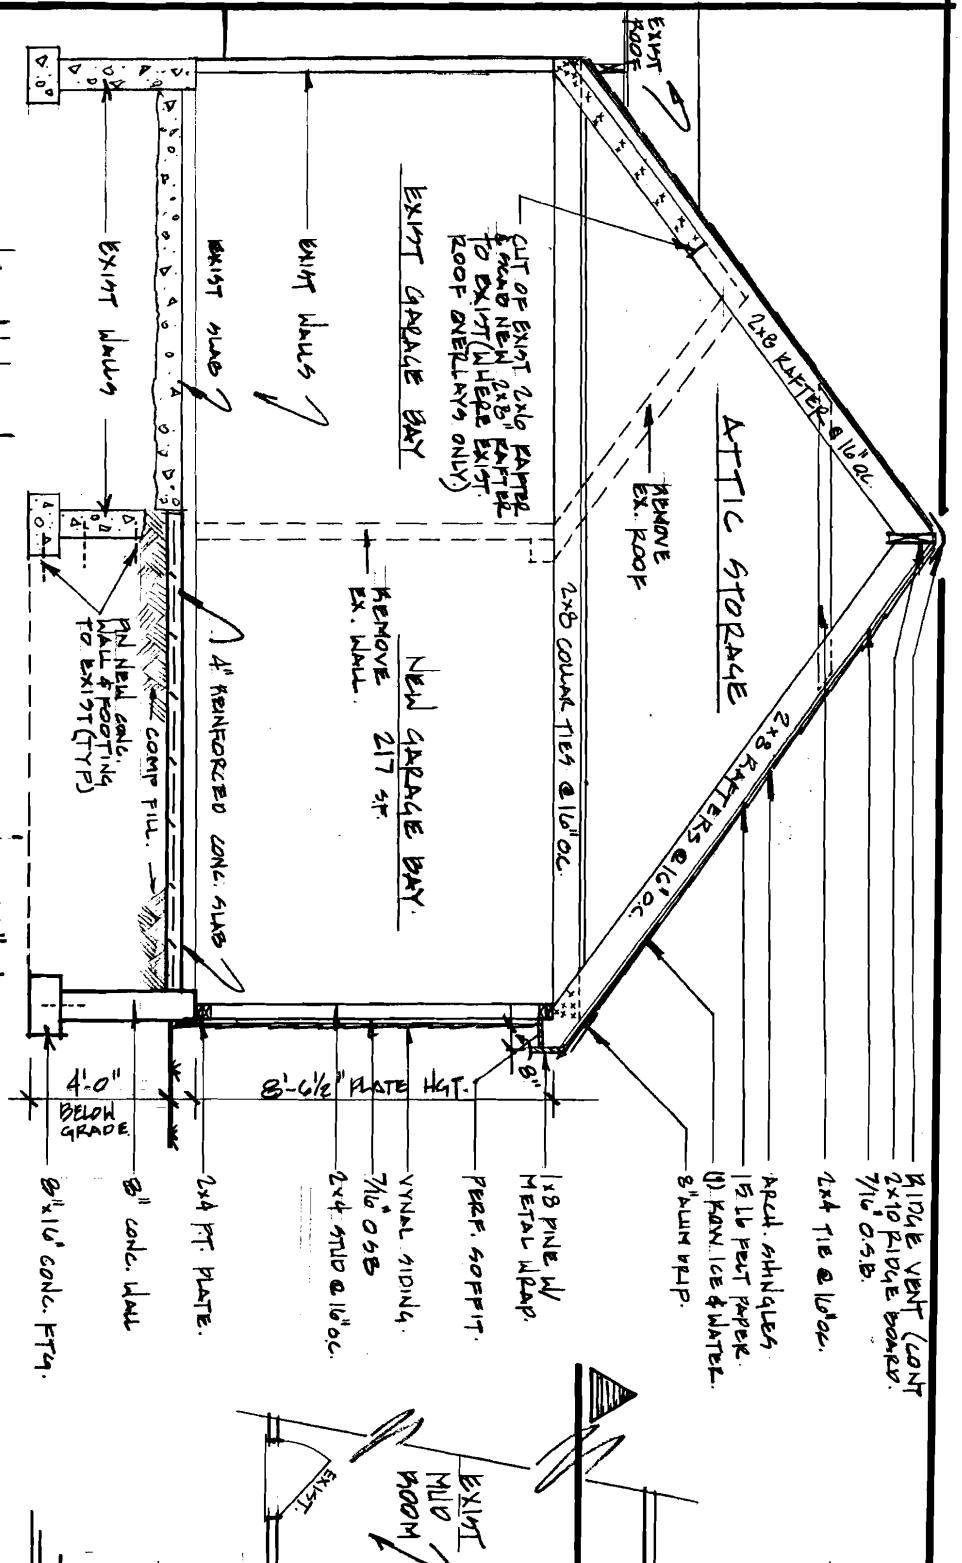 EXIST
ROOF
RIDGE VENT (CONT
2x10 RIDGE BOARD.
7/16" O.S.B.
2x4 TIE @ 16" O.C.
ARCH. SHINGLES
15 lb FELT PAPER.
(1) ROW. ICE & WATER.
8" ALUM DRIP.
2x8 RAFTER @ 16" O.C.
2x8 RAFTERS @ 16" O.C.
ATTIC STORAGE
REMOVE
EX. ROOF
2x8 COLLAR TIES @ 16" O.C.
CUT OF EXIST 2x6 RAFTER
& SCAB NEW 2x8" RAFTER
TO EXIST (WHERE EXIST
ROOF OVERLAYS ONLY)
EXIST GARAGE BAY
NEW GARAGE BAY.
217 SF.
REMOVE
EX. WALL.
EXIST WALLS
EXIST SLAB
4" REINFORCED CONC. SLAB
EXIST WALLS
COMP FILL.
PIN NEW CONC.
WALL & FOOTING
TO EXIST (TYP)
8"
8'-6 1/2" PLATE HGT.
4'-0"
BELOW
GRADE
1x8 PINE W/
METAL WRAP.
PERF. SOFFIT.
VYNAL SIDING.
7/16" OSB
2x4 STUD @ 16" O.C.
2x4 PT. PLATE.
8" CONC. WALL
8"x16" CONC. FTG.
EXIST
MUD
ROOM
EXIST.